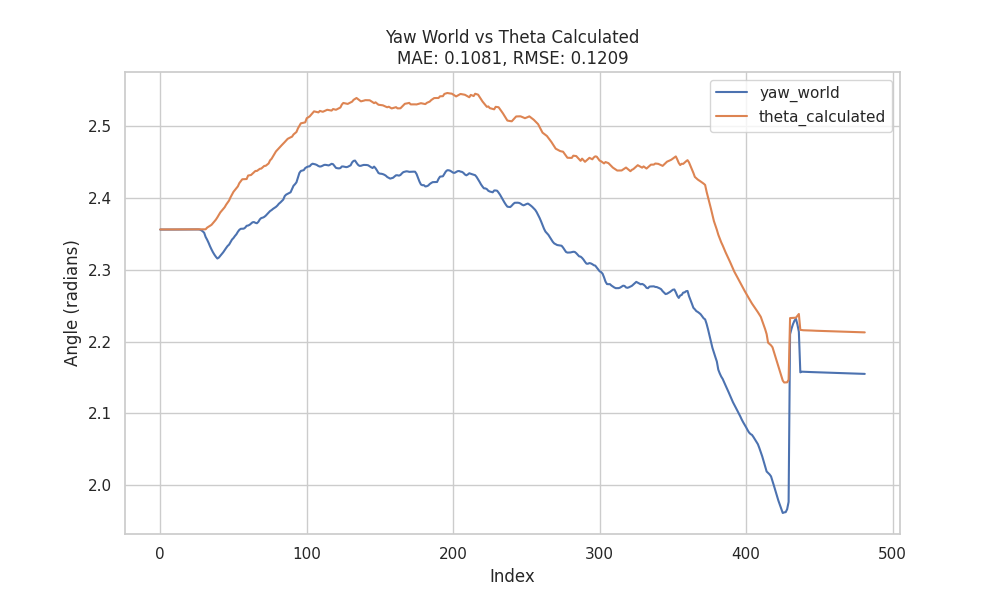 Yaw World vs Theta Calculated
MAE: 0.1081, RMSE: 0.1209
yaw_world
theta_calculated
Angle (radians)
2.5
2.4
2.3
2.2
2.1
2.0
0 100 200 300 400 500
Index